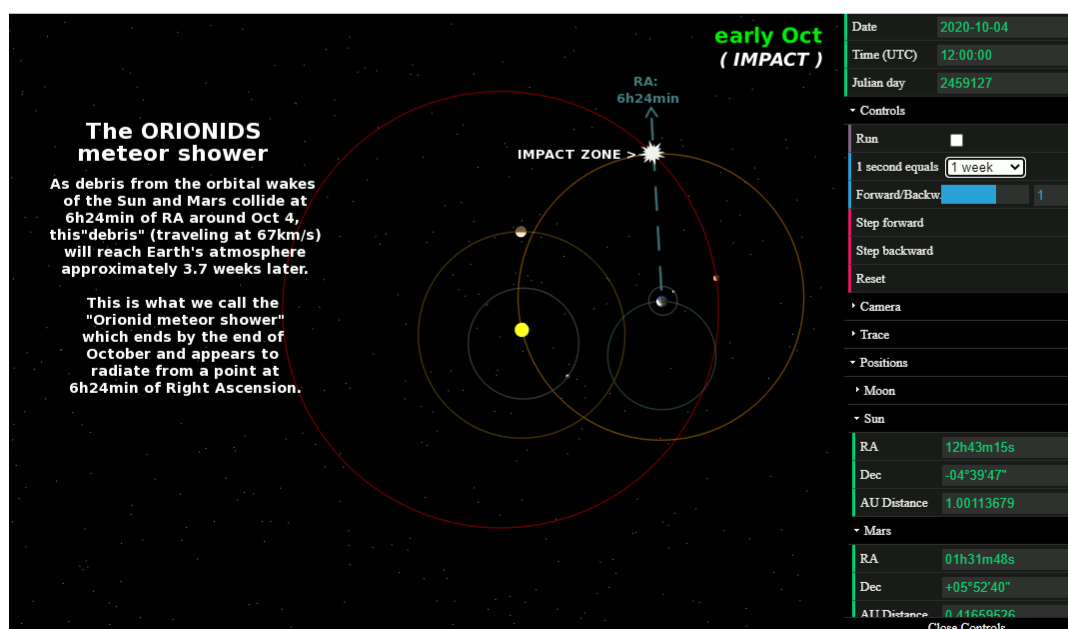 early Oct
( IMPACT )
RA:
6h24min
IMPACT ZONE >
The ORIONIDS
meteor shower
As debris from the orbital wakes
of the Sun and Mars collide at
6h24min of RA around Oct 4,
this"debris" (traveling at 67km/s)
will reach Earth's atmosphere
approximately 3.7 weeks later.
This is what we call the
"Orionid meteor shower"
which ends by the end of
October and appears to
radiate from a point at
6h24min of Right Ascension.
Date 2020-10-04
Time (UTC) 12:00:00
Julian day 2459127
Controls
Run
1 second equals 1 week
Forward/Backw. 1
Step forward
Step backward
Reset
Camera
Trace
Positions
Moon
Sun
RA 12h43m15s
Dec -04°39'47"
AU Distance 1.00113679
Mars
RA 01h31m48s
Dec +05°52'40"
AU Distance 0.41659526
Close Controls